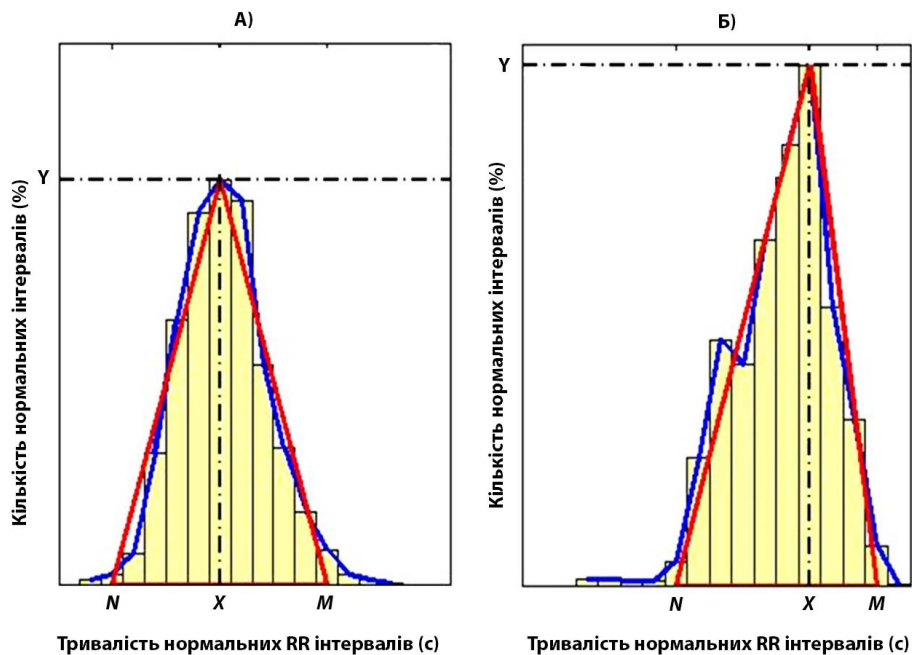 А)
Y
Кількість нормальних інтервалів (%)
N X M
Тривалість нормальних RR інтервалів (с)
Б)
Y
Кількість нормальних інтервалів (%)
N X M
Тривалість нормальних RR інтервалів (с)